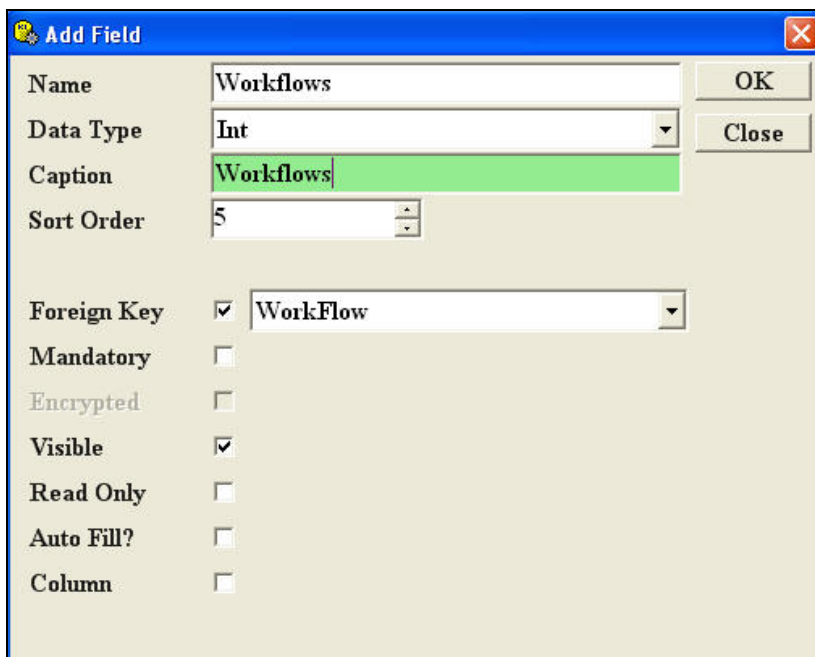 Add Field
Name Workflows OK
Data Type Int Close
Caption Workflows
Sort Order 5
Foreign Key WorkFlow
Mandatory
Encrypted
Visible
Read Only
Auto Fill?
Column